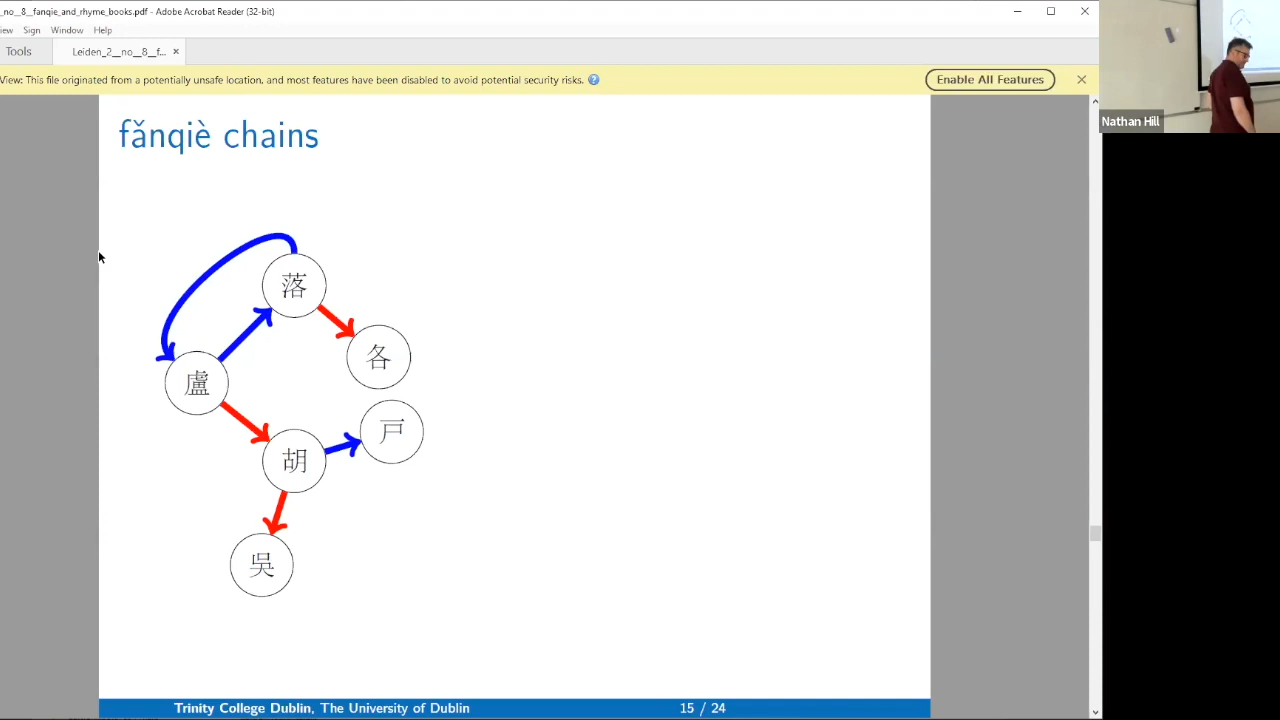 _no__8__fanqie_and_rhyme_books.pdf - Adobe Acrobat Reader (32-bit)
iew Sign Window Help
Tools Leiden_2__no__8__f... ×
View: This file originated from a potentially unsafe location, and most features have been disabled to avoid potential security risks. ? Enable All Features
Nathan Hill
fǎnqiè chains
落
各
盧
戸
胡
吳
Trinity College Dublin, The University of Dublin 15 / 24